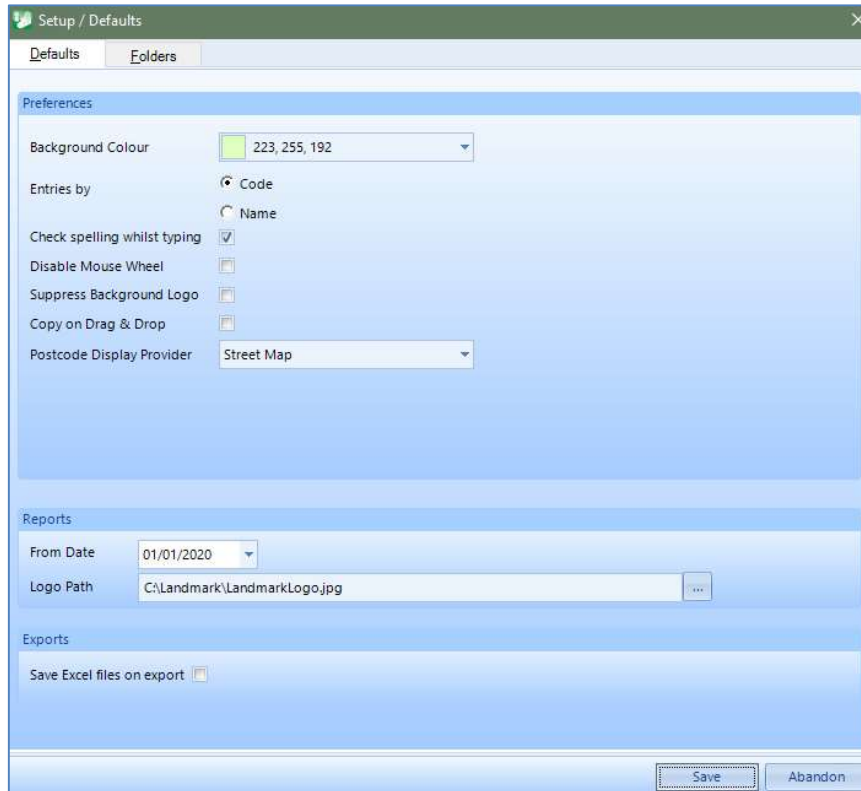 Setup / Defaults
Defaults Folders
Preferences
Background Colour 223, 255, 192
Entries by Code
Name
Check spelling whilst typing
Disable Mouse Wheel
Suppress Background Logo
Copy on Drag & Drop
Postcode Display Provider Street Map
Reports
From Date 01/01/2020
Logo Path C:\Landmark\LandmarkLogo.jpg ...
Exports
Save Excel files on export
Save Abandon